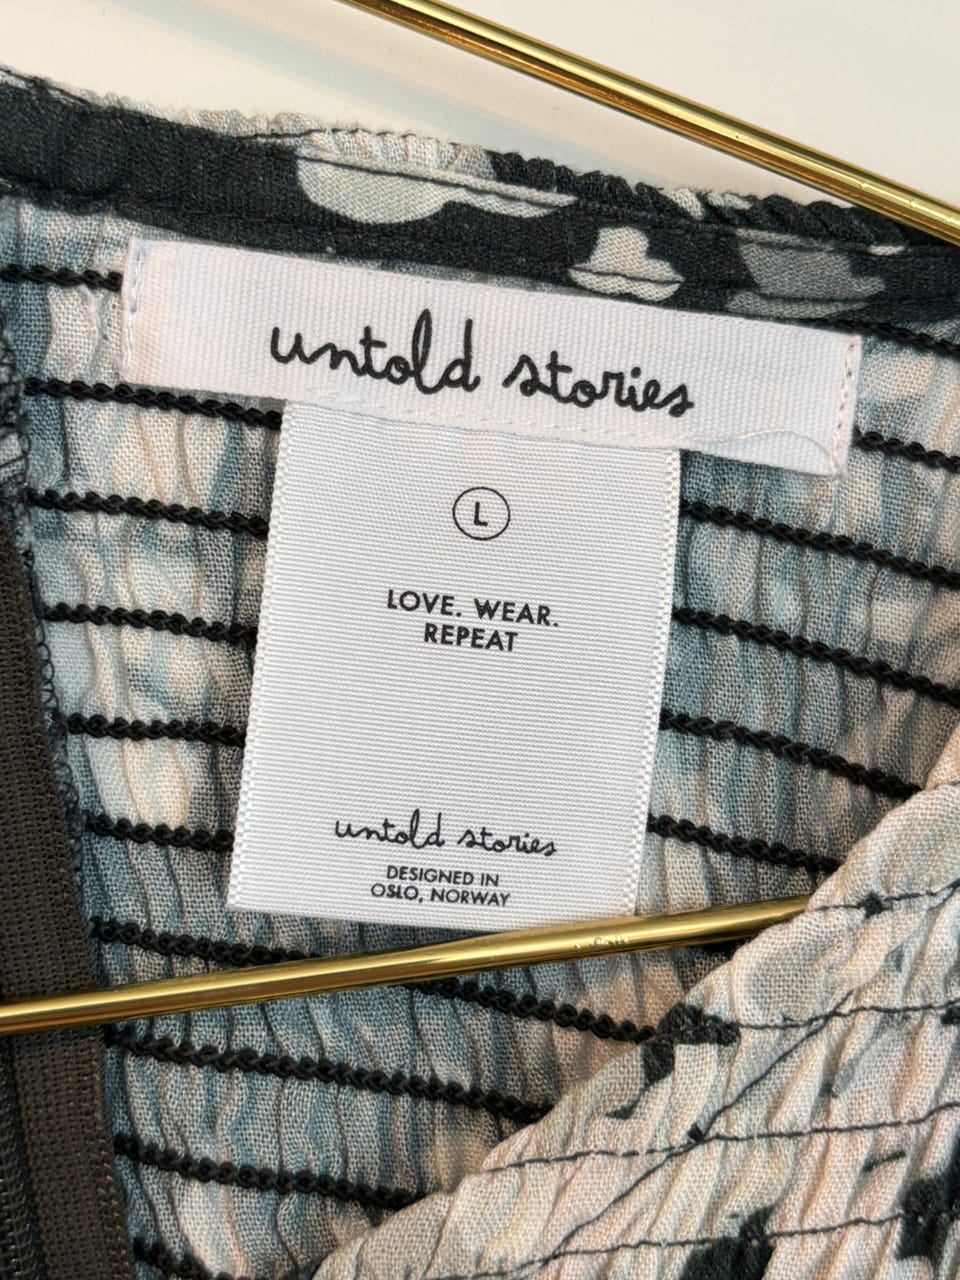 untold stories
L
LOVE. WEAR.
REPEAT
untold stories
DESIGNED IN
OSLO, NORWAY